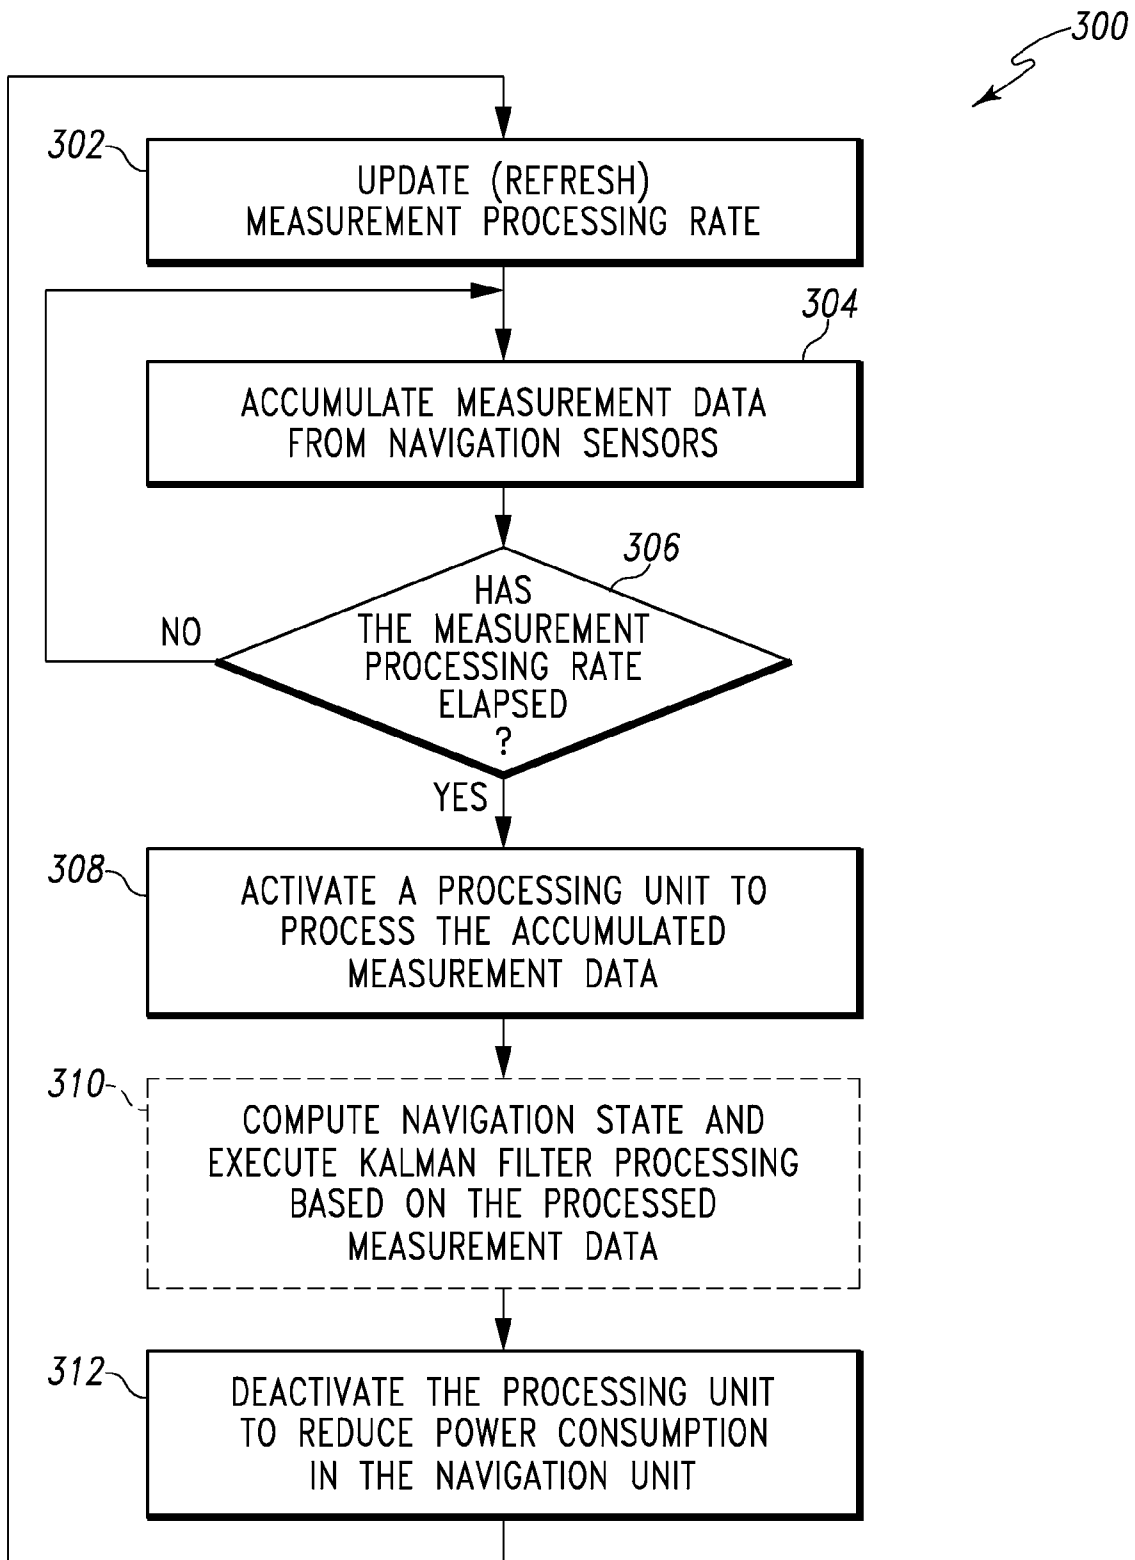 300
302
UPDATE (REFRESH)
MEASUREMENT PROCESSING RATE
304
ACCUMULATE MEASUREMENT DATA
FROM NAVIGATION SENSORS
306
HAS
THE MEASUREMENT
PROCESSING RATE
ELAPSED
?
NO
YES
308
ACTIVATE A PROCESSING UNIT TO
PROCESS THE ACCUMULATED
MEASUREMENT DATA
310
COMPUTE NAVIGATION STATE AND
EXECUTE KALMAN FILTER PROCESSING
BASED ON THE PROCESSED
MEASUREMENT DATA
312
DEACTIVATE THE PROCESSING UNIT
TO REDUCE POWER CONSUMPTION
IN THE NAVIGATION UNIT